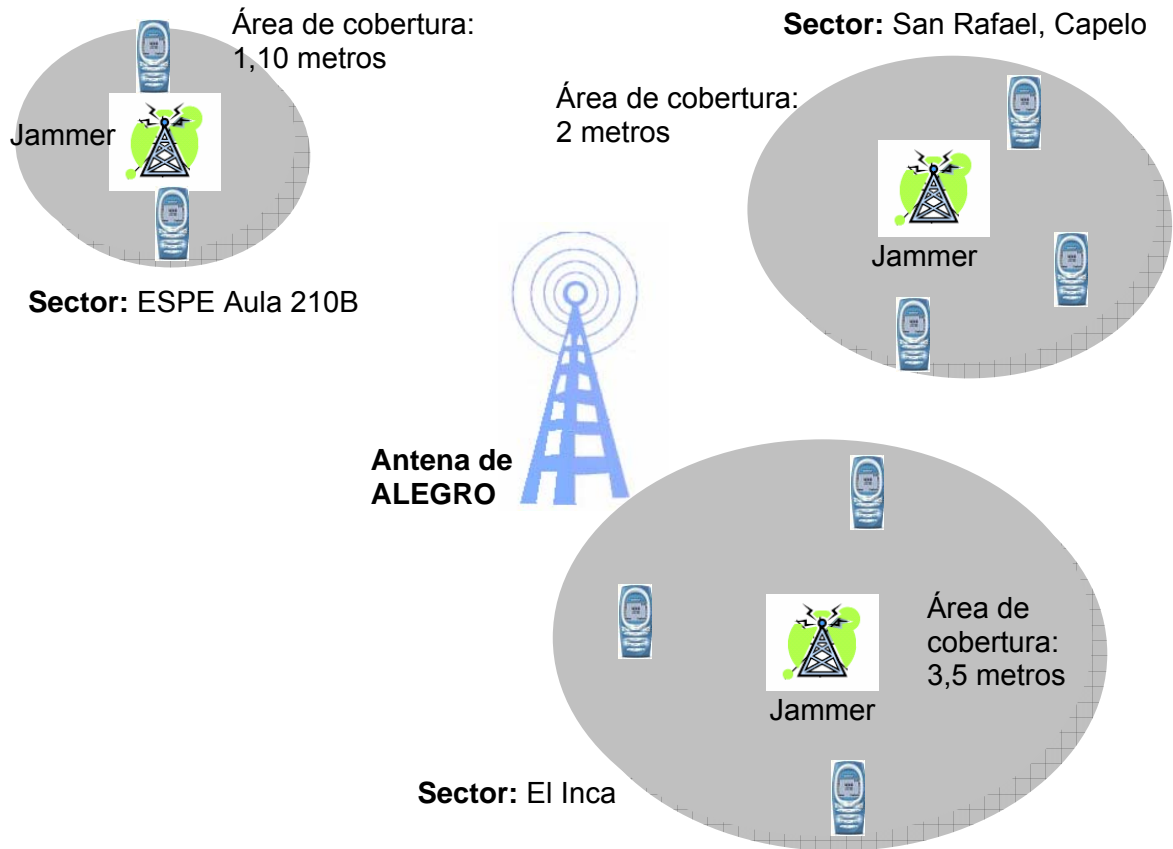 Área de cobertura:
1,10 metros
Jammer
Sector: ESPE Aula 210B
Sector: San Rafael, Capelo
Área de cobertura:
2 metros
Jammer
Antena de
ALEGRO
Área de
cobertura:
3,5 metros
Jammer
Sector: El Inca